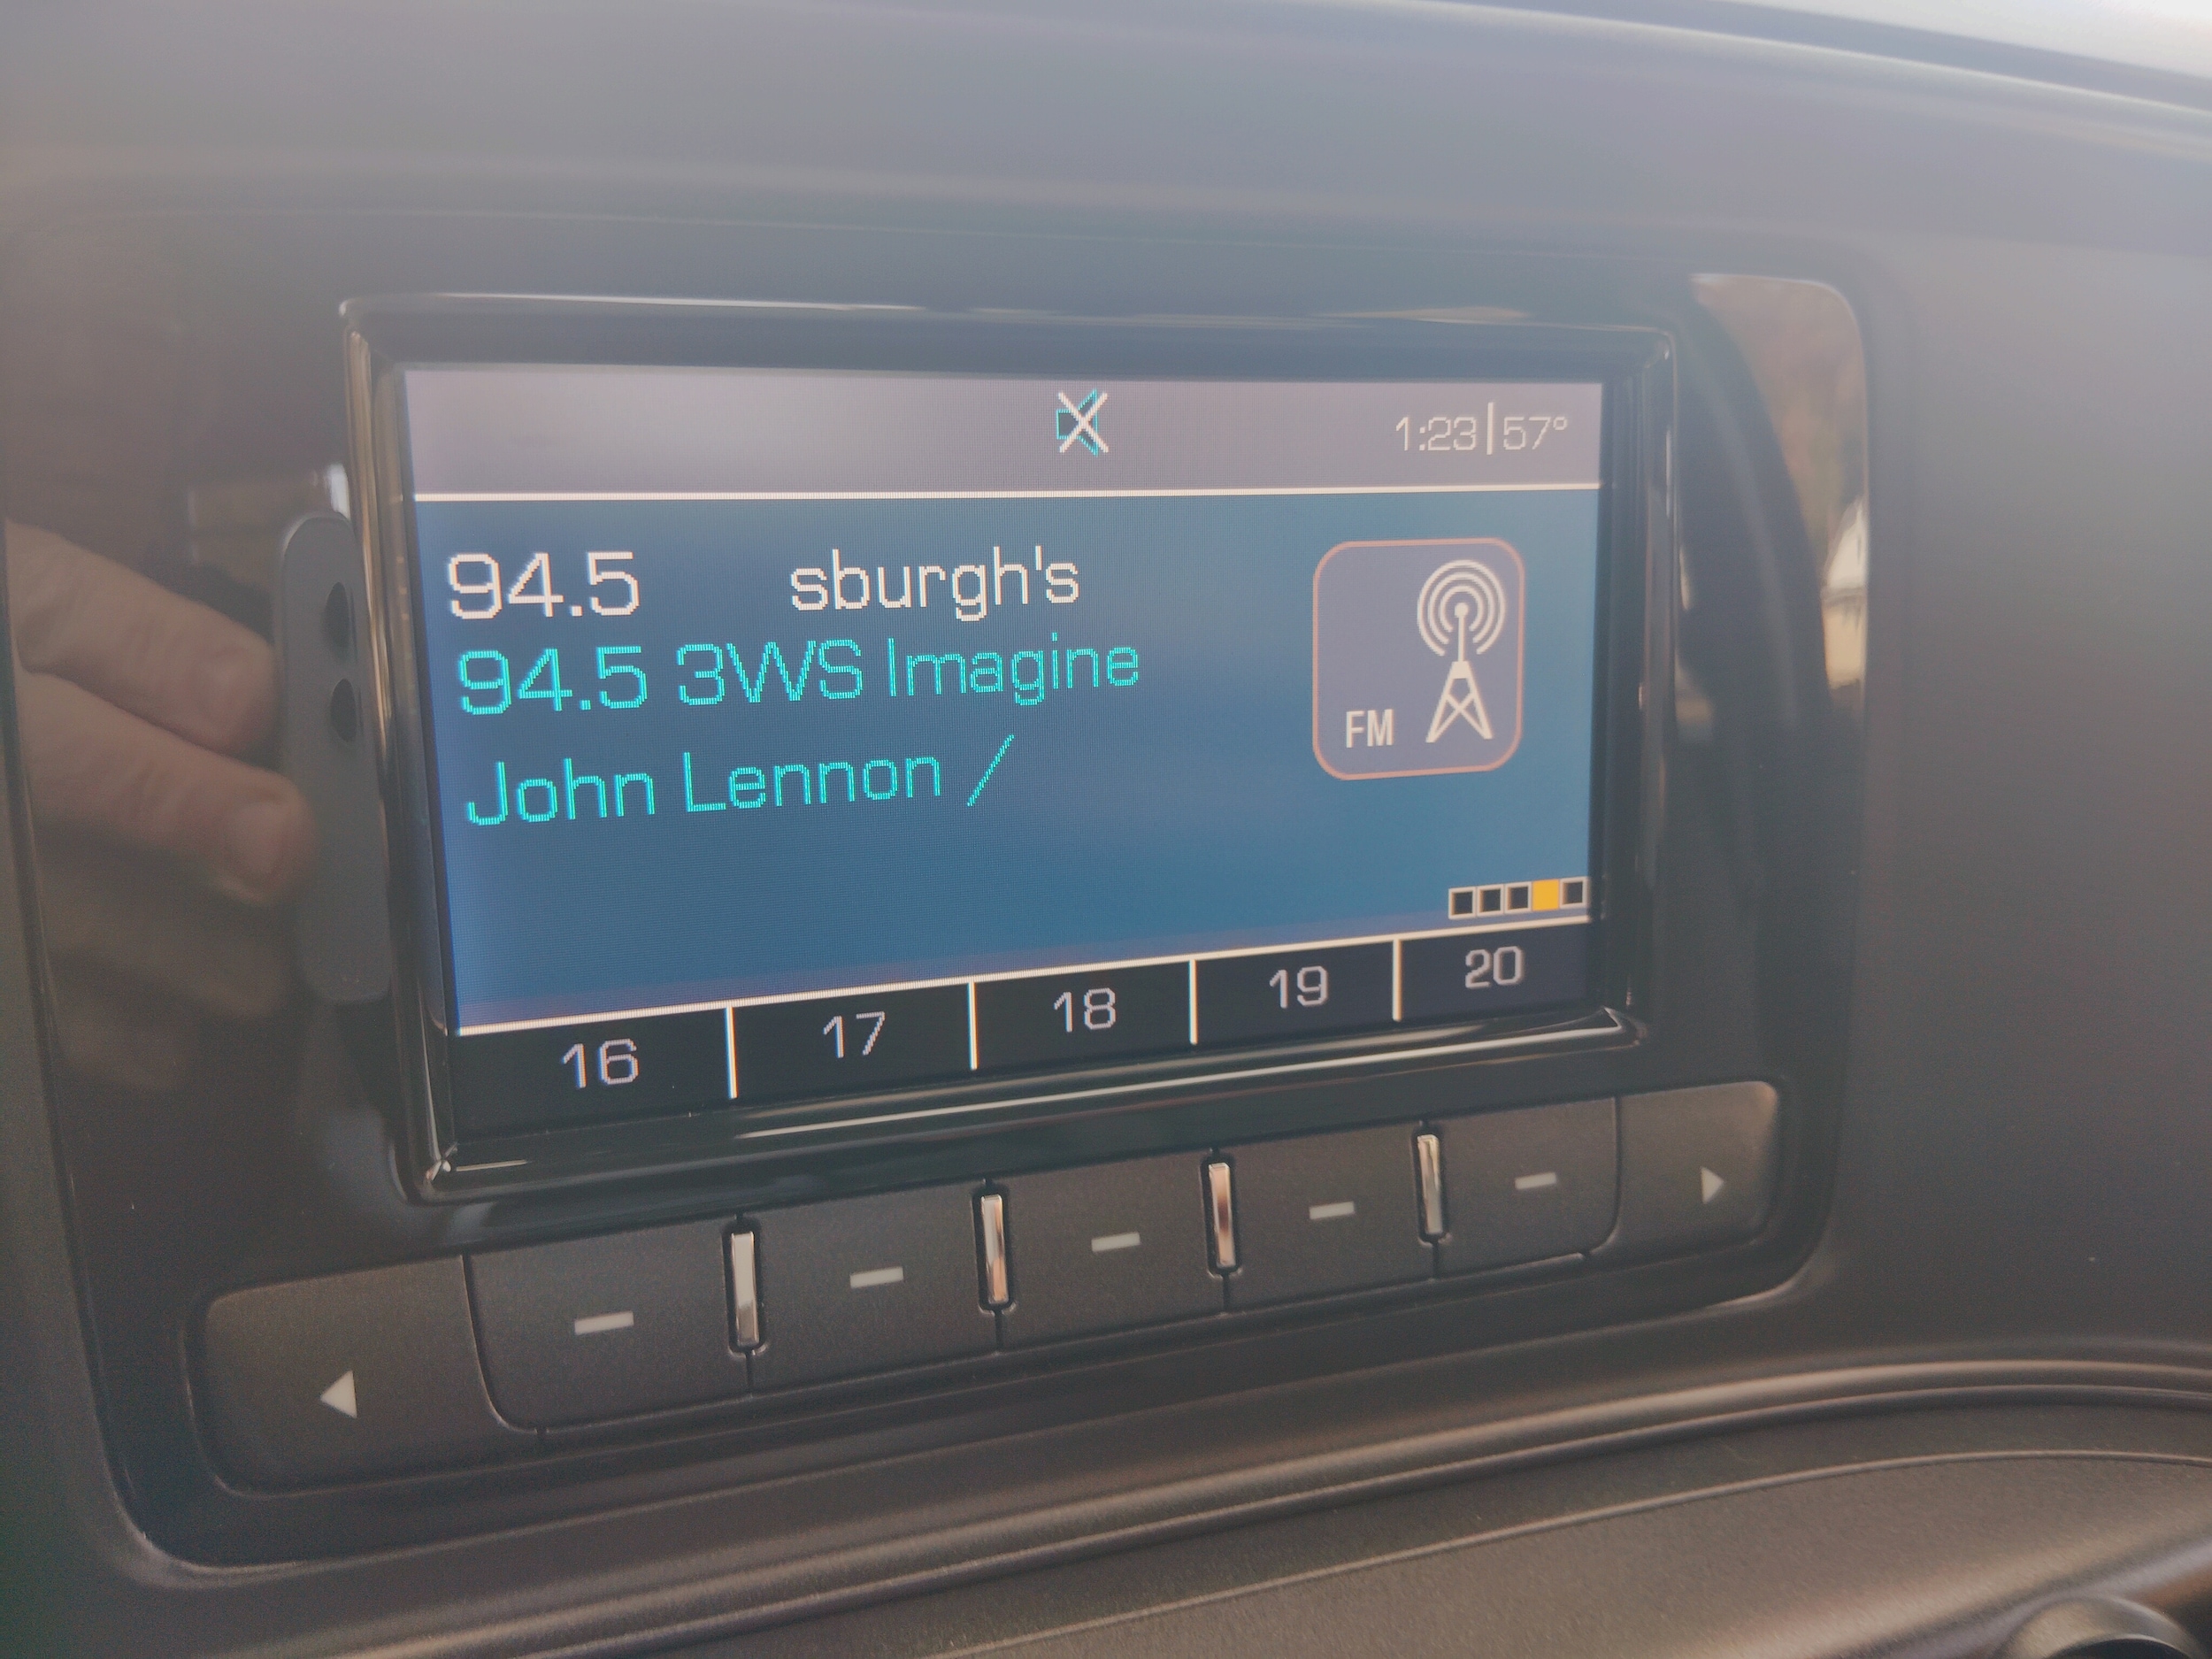 1:23|57°
94.5 sburgh's
94.5 3WS Imagine
John Lennon /
FM
16 17 18 19 20